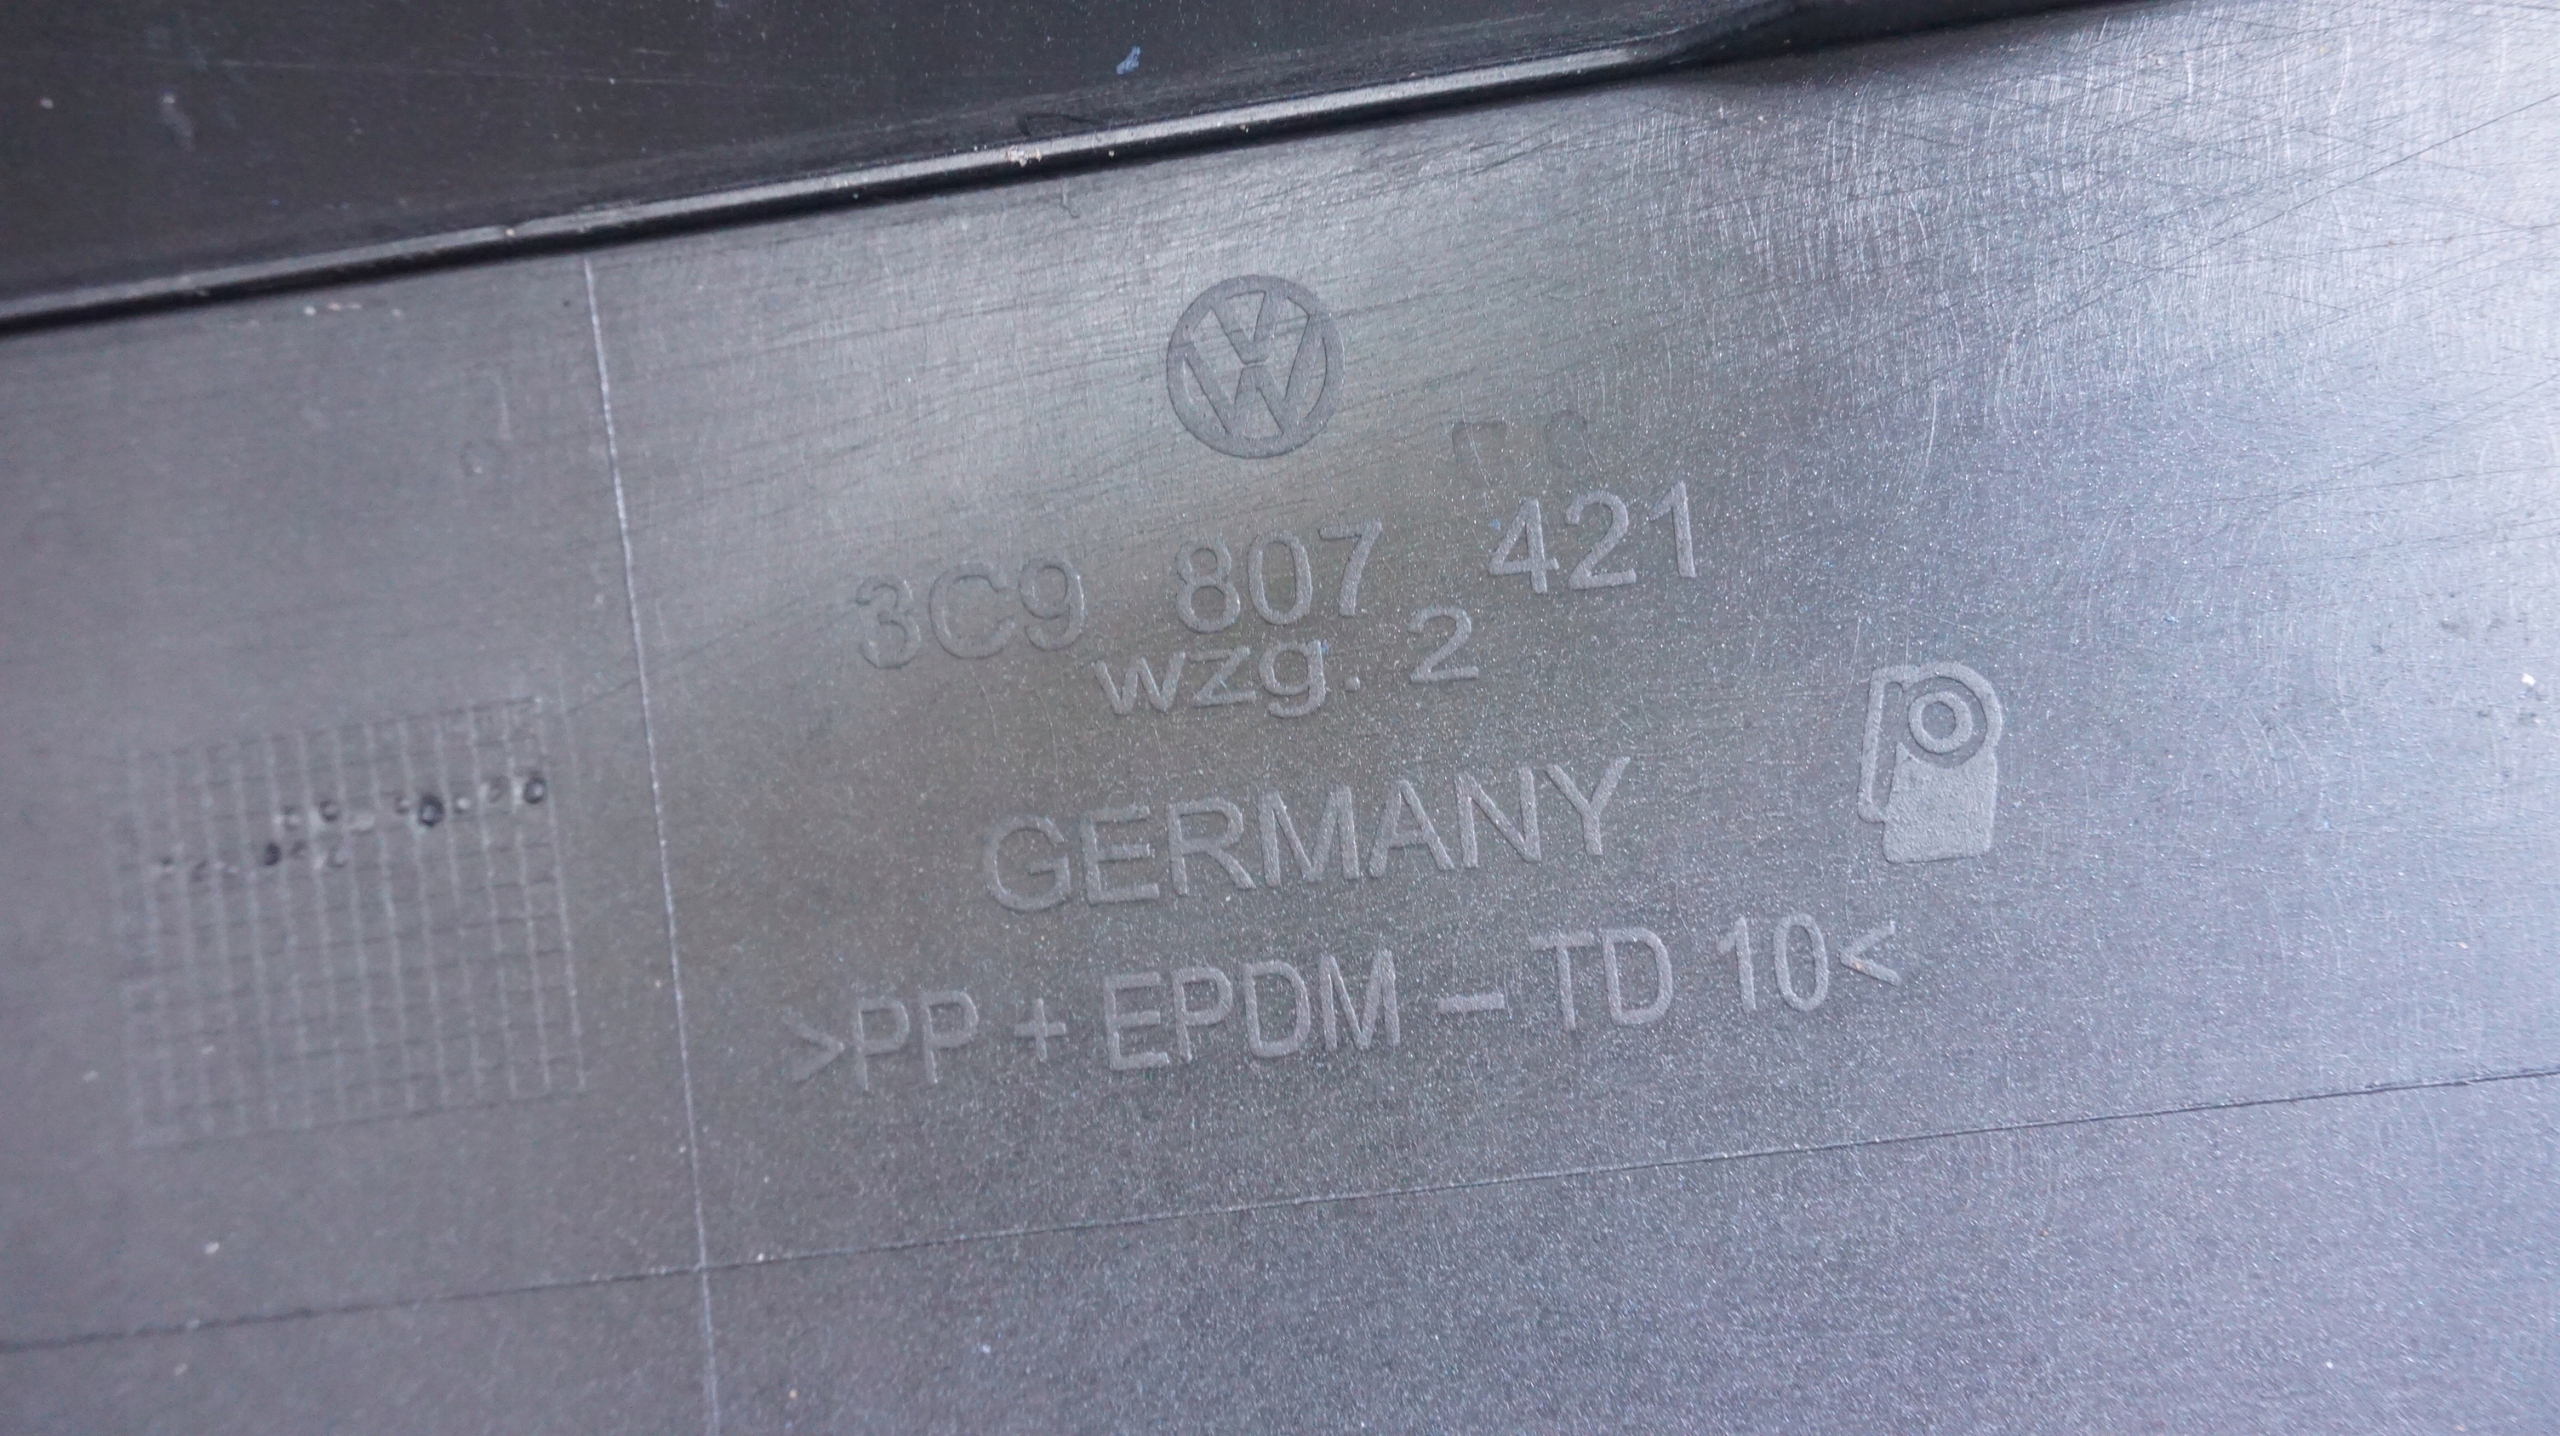 3C9 807 421
wzg. 2
GERMANY
>PP + EPDM – TD 10<